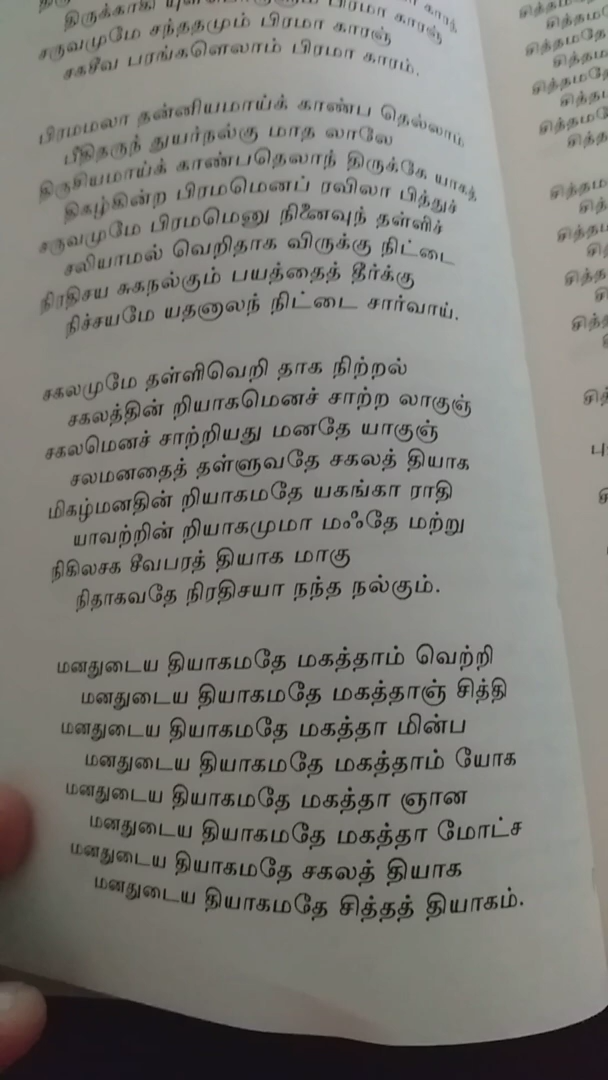 திருக்காதி
சருவமுமே சந்ததமும் பிரமா காரஞ்
சகசீவ பரங்களெலாம் பிரமா காரம்.
பிரமமலா தன்னியமாய்க் காண்ப தெல்லாம்
பீதிதருந் துயர்நல்கு மாத லாலே
திருசியமாய்க் காண்பதெலாந் திருக்கே யாகத்
திகழ்கின்ற பிரமமெனப் ரவிலா பித்துச்
சருவமுமே பிரமமெனு நினைவுந் தள்ளிச்
சலியாமல் வெறிதாக விருக்கு நிட்டை
நிரதிசய சுகநல்கும் பயத்தைத் தீர்க்கு
நிச்சயமே யதனாலந் நிட்டை சார்வாய்.
சகலமுமே தள்ளிவெறி தாக நிற்றல்
சகலத்தின் றியாகமெனச் சாற்ற லாகுஞ்
சகலமெனச் சாற்றியது மனதே யாகுஞ்
சலமனதைத் தள்ளுவதே சகலத் தியாக
மிகழ்மனதின் றியாகமதே யகங்கா ராதி
யாவற்றின் றியாகமுமா மஃதே மற்று
நிகிலசக சீவபரத் தியாக மாகு
நிதாகவதே நிரதிசயா நந்த நல்கும்.
மனதுடைய தியாகமதே மகத்தாம் வெற்றி
மனதுடைய தியாகமதே மகத்தாஞ் சித்தி
மனதுடைய தியாகமதே மகத்தா மின்ப
மனதுடைய தியாகமதே மகத்தாம் யோக
மனதுடைய தியாகமதே மகத்தா ஞான
மனதுடைய தியாகமதே மகத்தா மோட்ச
மனதுடைய தியாகமதே சகலத் தியாக
மனதுடைய தியாகமதே சித்தத் தியாகம்.